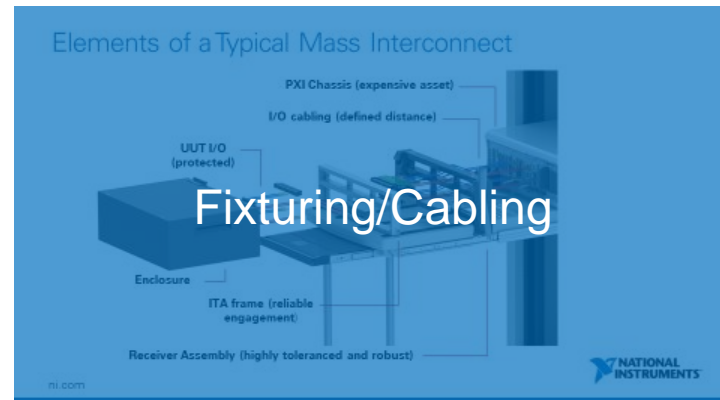 Elements of a Typical Mass Interconnect
PXI Chassis (expensive asset)
I/O cabling (defined distance)
UUT I/O
(protected)
Fixturing/Cabling
Enclosure
ITA frame (reliable
engagement)
Receiver Assembly (highly toleranced and robust)
ni.com
NATIONAL
INSTRUMENTS